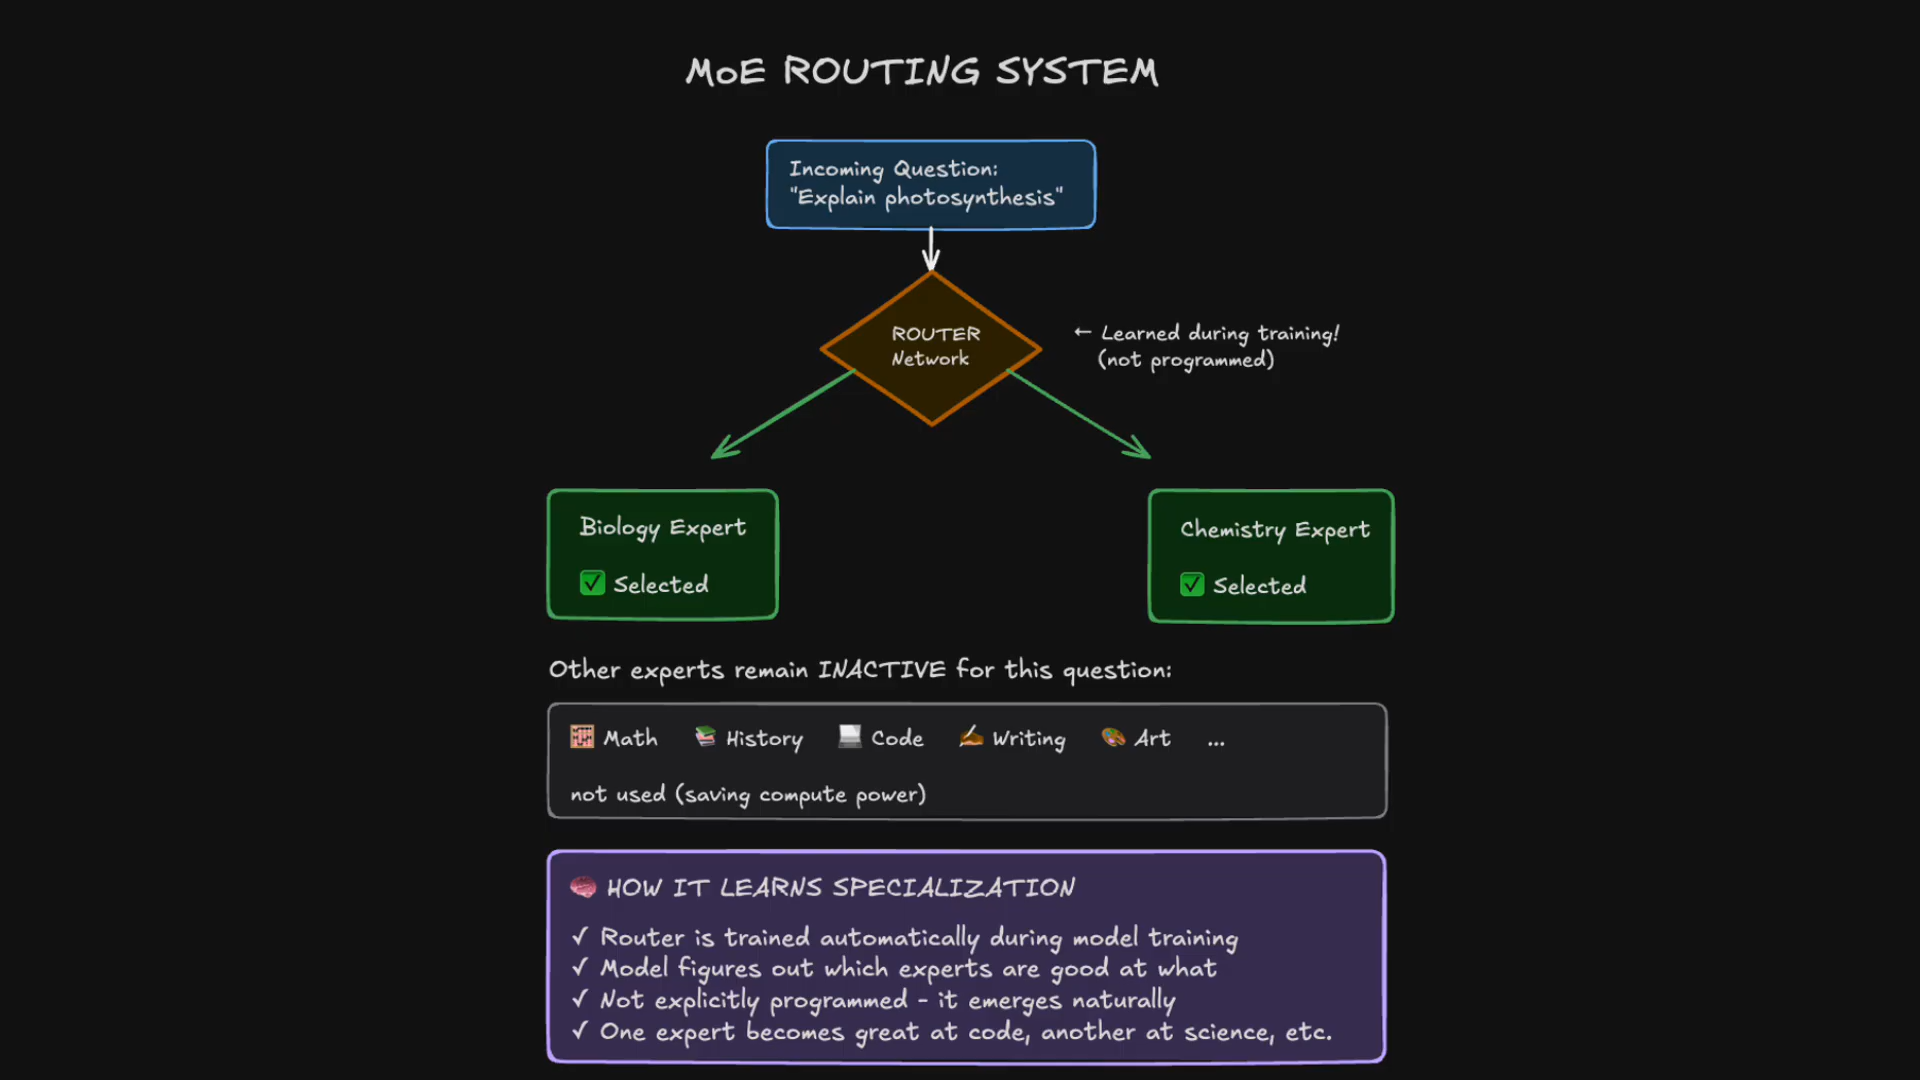 MoE ROUTING SYSTEM
Incoming Question:
"Explain photosynthesis"
ROUTER
Network
← Learned during training!
(not programmed)
Biology Expert
✅ Selected
Chemistry Expert
✅ Selected
Other experts remain INACTIVE for this question:
🧮 Math 📚 History 💻 Code ✍️ Writing 🎨 Art ...
not used (saving compute power)
🧠 HOW IT LEARNS SPECIALIZATION
✓ Router is trained automatically during model training
✓ Model figures out which experts are good at what
✓ Not explicitly programmed - it emerges naturally
✓ One expert becomes great at code, another at science, etc.